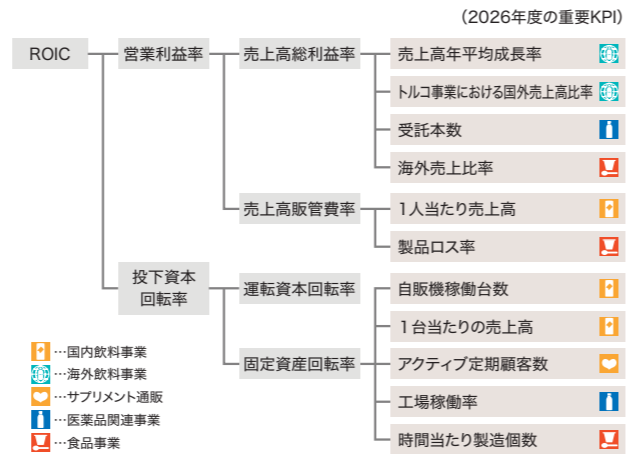 （2026年度の重要KPI）
ROIC
営業利益率
売上高総利益率
売上高年平均成長率
トルコ事業における国外売上高比率
受託本数
海外売上比率
売上高販管費率
1人当たり売上高
製品ロス率
投下資本
回転率
運転資本回転率
自販機稼働台数
1台当たりの売上高
固定資産回転率
アクティブ定期顧客数
工場稼働率
時間当たり製造個数
…国内飲料事業
…海外飲料事業
…サプリメント通販
…医薬品関連事業
…食品事業